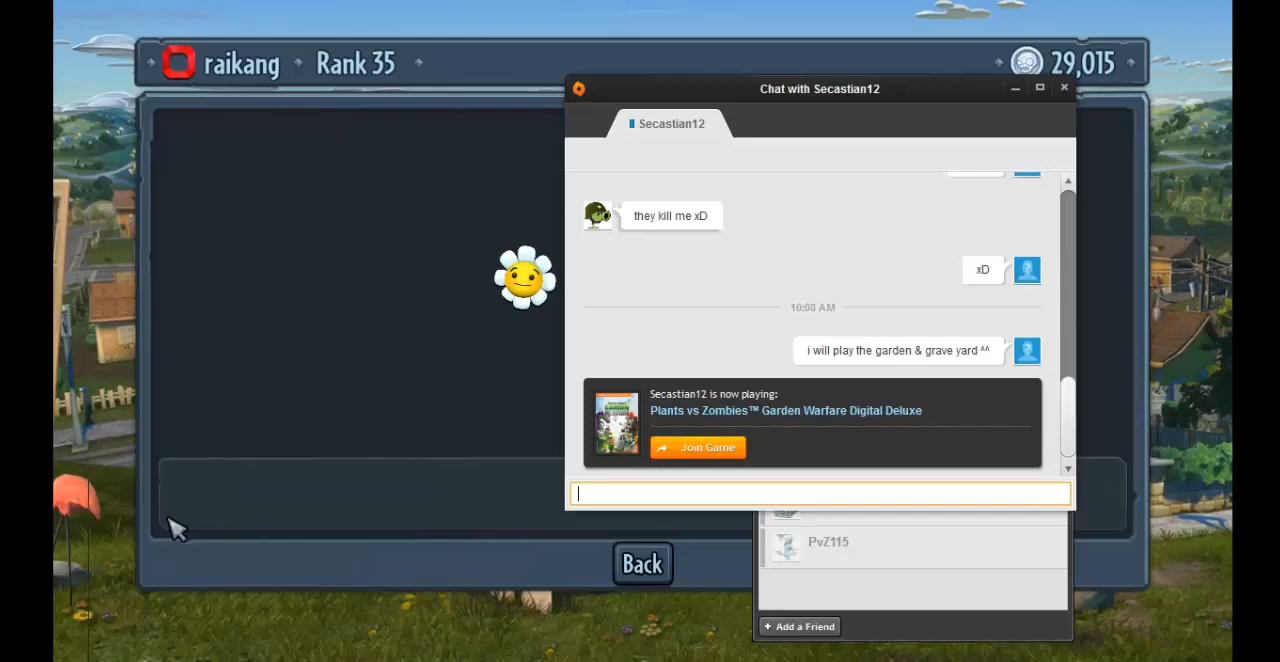 raikang
Rank 35
29,015
Chat with Secastian12
Secastian12
they kill me xD
xD
10:08 AM
i will play the garden & grave yard ^^
Secastian12 is now playing:
Plants vs Zombies™ Garden Warfare Digital Deluxe
Join Game
Back
PvZ115
+ Add a Friend